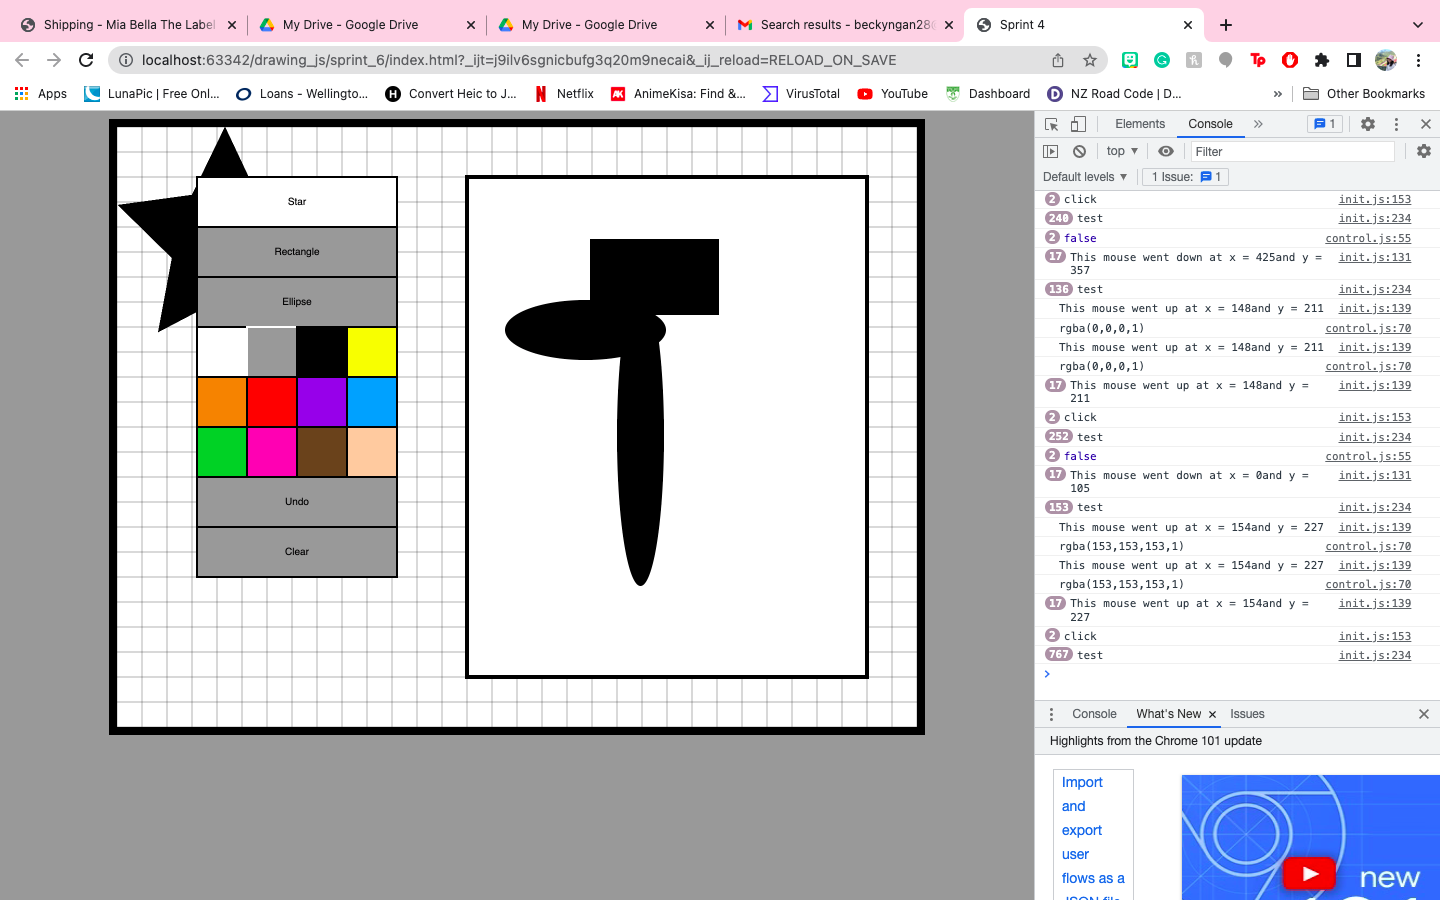 Shipping - Mia Bella The Label
My Drive - Google Drive
My Drive - Google Drive
Search results - beckyngan28@
Sprint 4
localhost:63342/drawing_js/sprint_6/index.html?_ijt=j9ilv6sgnicbufg3q20m9necai&_ij_reload=RELOAD_ON_SAVE
Apps
LunaPic | Free Onl...
Loans - Wellingto...
Convert Heic to J...
Netflix
AnimeKisa: Find &...
VirusTotal
YouTube
Dashboard
NZ Road Code | D...
»
Other Bookmarks
Star
Rectangle
Ellipse
Undo
Clear
Elements
Console
»
1
top
Filter
Default levels
1 Issue: 1
2 click init.js:153
240 test init.js:234
2 false control.js:55
17 This mouse went down at x = 425and y = init.js:131
357
136 test init.js:234
This mouse went up at x = 148and y = 211 init.js:139
rgba(0,0,0,1) control.js:70
This mouse went up at x = 148and y = 211 init.js:139
rgba(0,0,0,1) control.js:70
17 This mouse went up at x = 148and y = init.js:139
211
2 click init.js:153
252 test init.js:234
2 false control.js:55
17 This mouse went down at x = 0and y = init.js:131
105
153 test init.js:234
This mouse went up at x = 154and y = 227 init.js:139
rgba(153,153,153,1) control.js:70
This mouse went up at x = 154and y = 227 init.js:139
rgba(153,153,153,1) control.js:70
17 This mouse went up at x = 154and y = init.js:139
227
2 click init.js:153
767 test init.js:234
Console
What's New
Issues
Highlights from the Chrome 101 update
Import
and
export
user
flows as a
new